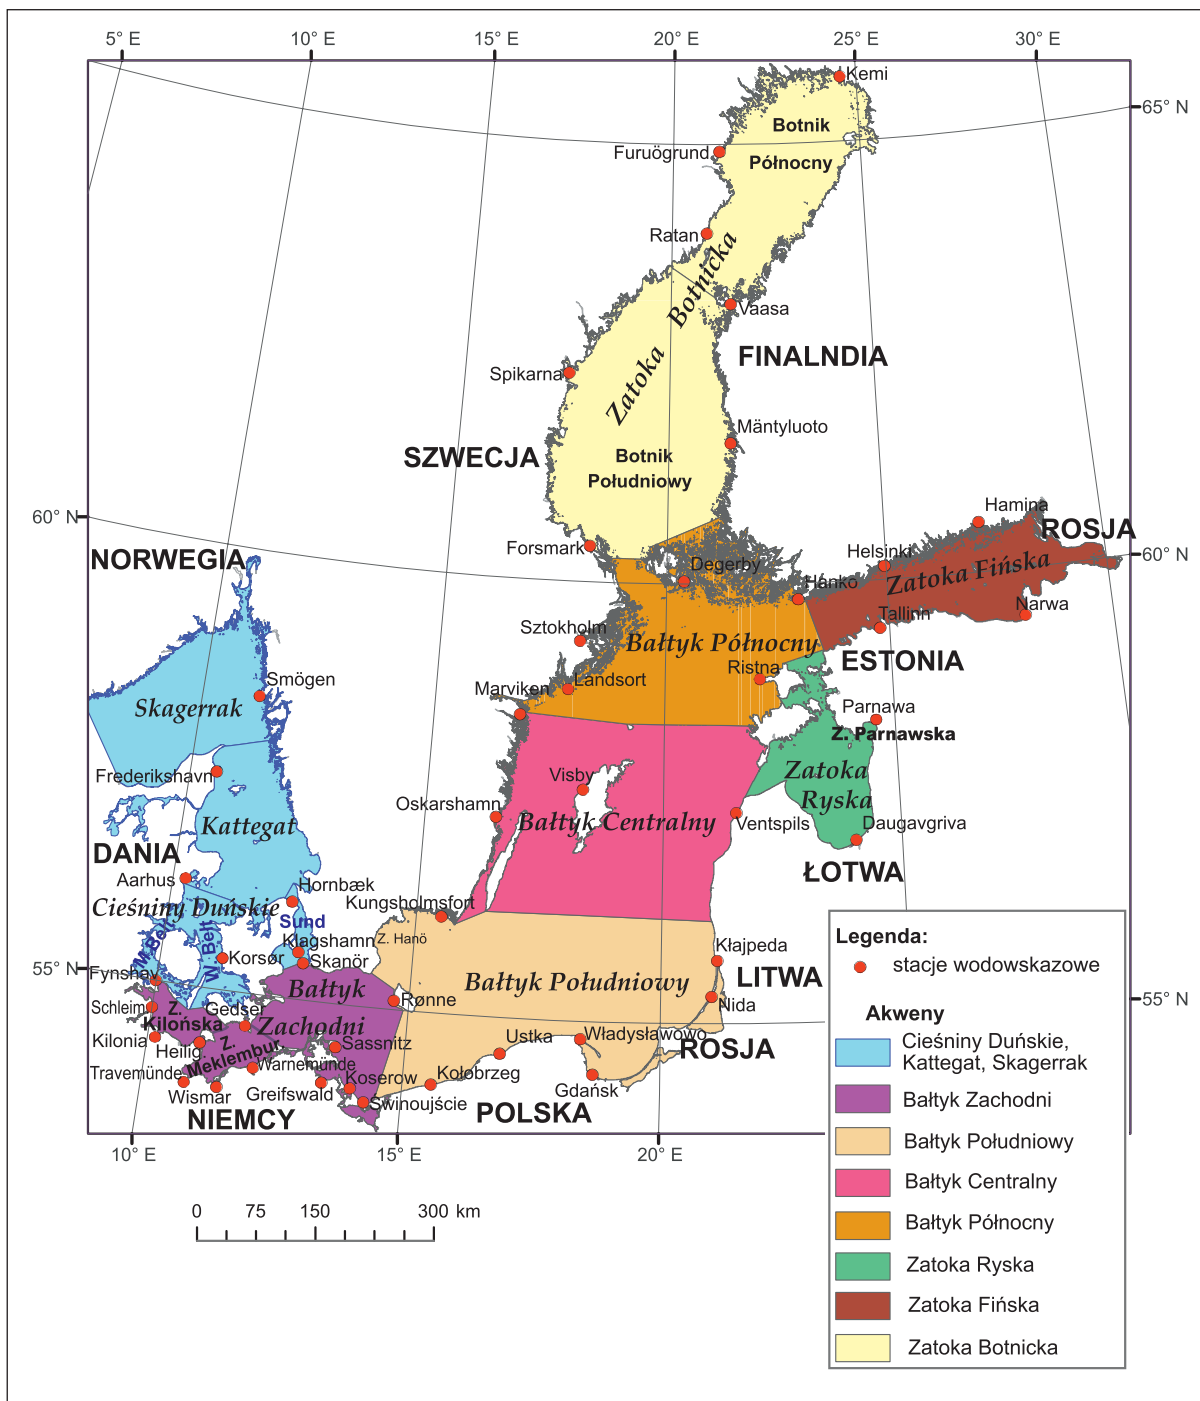 5° E
10° E
15° E
20° E
25° E
30° E
Kemi
65° N
Botnik
Północny
Furuögrund
Ratan
Zatoka Botnicka
Vaasa
FINALNDIA
Spikarna
Mäntyluoto
SZWECJA
Botnik
Południowy
60° N
Hamina
ROSJA
Forsmark
Helsinki
60° N
NORWEGIA
Degerby
Zatoka Fińska
Hanko
Narwa
Tallinn
Sztokholm
Bałtyk Północny
ESTONIA
Ristna
Smögen
Landsort
Marviken
Skagerrak
Parnawa
Z. Parnawska
Frederikshavn
Visby
Zatoka
Ryska
Oskarshamn
Kattegat
Bałtyk Centralny
Ventspils
Daugavgriva
DANIA
ŁOTWA
Aarhus
Hornbæk
Cieśniny Duńskie
Kungsholmsfort
Sund
M. Bełt
W. Bełt
Klagshamn
Z. Hanö
Kłajpeda
Korsør
Skanör
55° N
Fynshav
LITWA
Bałtyk
Zachodni
Bałtyk Południowy
Rønne
Nida
55° N
Schleim
Z.
Kilońska
Gedser
Kilonia
Heilig.
Z.
Meklembur.
Sassnitz
Ustka
Władysławowo
ROSJA
Travemünde
Warnemünde
Wismar
Greifswald
Koserow
Kołobrzeg
Gdańsk
Świnoujście
NIEMCY
POLSKA
10° E
15° E
20° E
0
75
150
300 km
Legenda:
stacje wodowskazowe
Akweny
Cieśniny Duńskie,
Kattegat, Skagerrak
Bałtyk Zachodni
Bałtyk Południowy
Bałtyk Centralny
Bałtyk Północny
Zatoka Ryska
Zatoka Fińska
Zatoka Botnicka